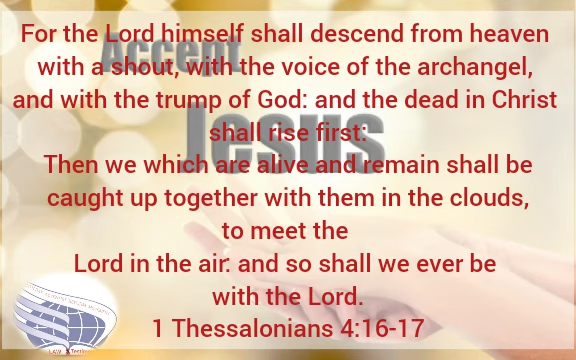 For the Lord himself shall descend from heaven
with a shout, with the voice of the archangel,
and with the trump of God: and the dead in Christ
shall rise first:
Then we which are alive and remain shall be
caught up together with them in the clouds,
to meet the
Lord in the air: and so shall we ever be
with the Lord.
1 Thessalonians 4:16-17
Accept
Jesus
LAW